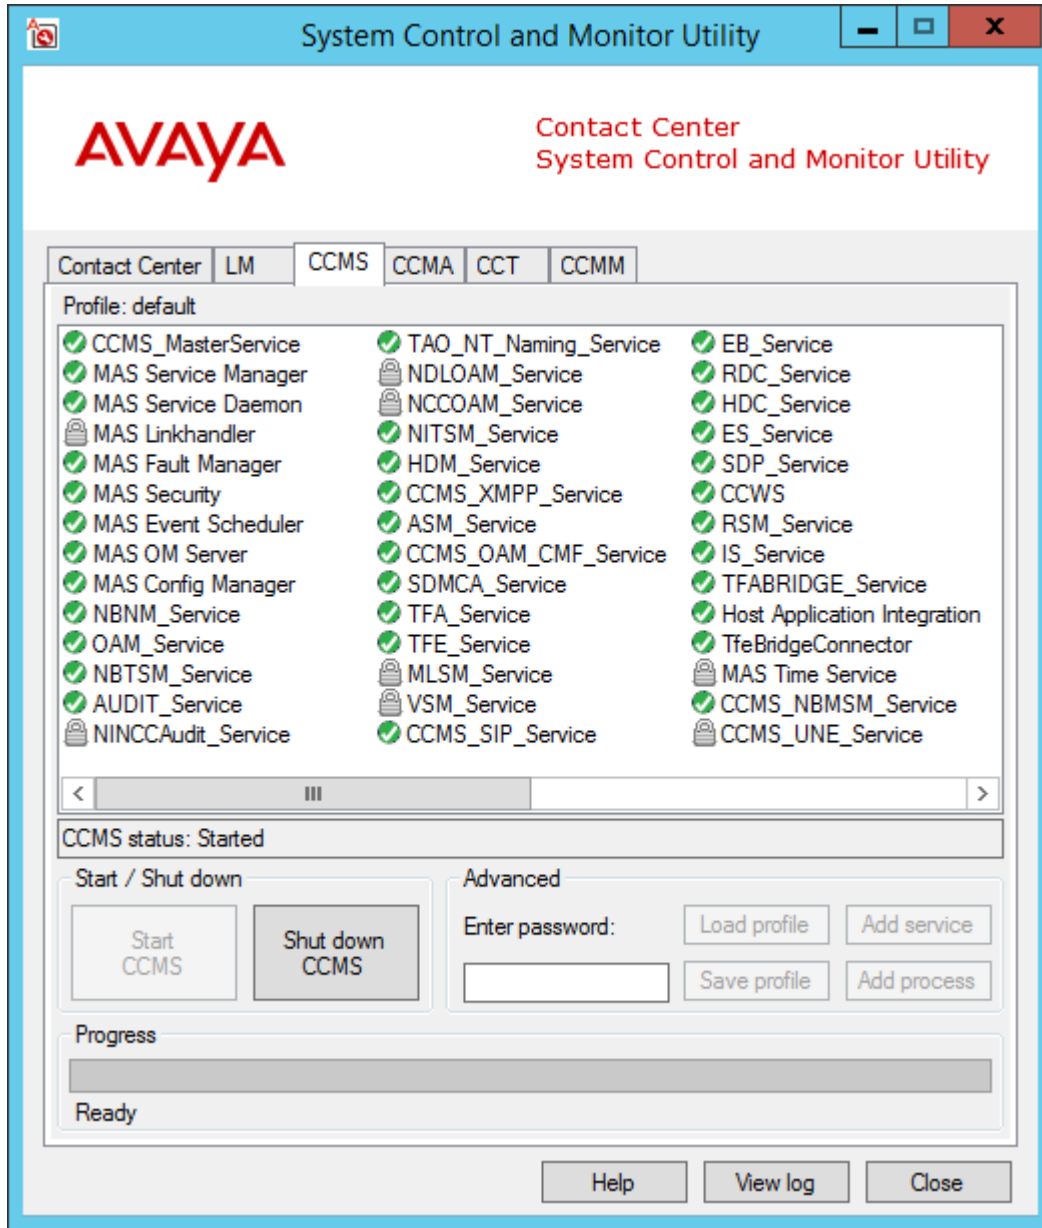 System Control and Monitor Utility
AVAYA
Contact Center
System Control and Monitor Utility
Contact Center LM CCMS CCMA CCT CCMM
Profile: default
CCMS_MasterService TAO_NT_Naming_Service EB_Service
MAS Service Manager NDLOAM_Service RDC_Service
MAS Service Daemon NCCOAM_Service HDC_Service
MAS Linkhandler NITSM_Service ES_Service
MAS Fault Manager HDM_Service SDP_Service
MAS Security CCMS_XMPP_Service CCWS
MAS Event Scheduler ASM_Service RSM_Service
MAS OM Server CCMS_OAM_CMF_Service IS_Service
MAS Config Manager SDMCA_Service TFABRIDGE_Service
NBNM_Service TFA_Service Host Application Integration
OAM_Service TFE_Service TfeBridgeConnector
NBTSM_Service MLSM_Service MAS Time Service
AUDIT_Service VSM_Service CCMS_NBMSM_Service
NINCCAudit_Service CCMS_SIP_Service CCMS_UNE_Service
CCMS status: Started
Start / Shut down Advanced
Start
CCMS
Shut down
CCMS
Enter password:
Load profile Add service
Save profile Add process
Progress
Ready
Help View log Close